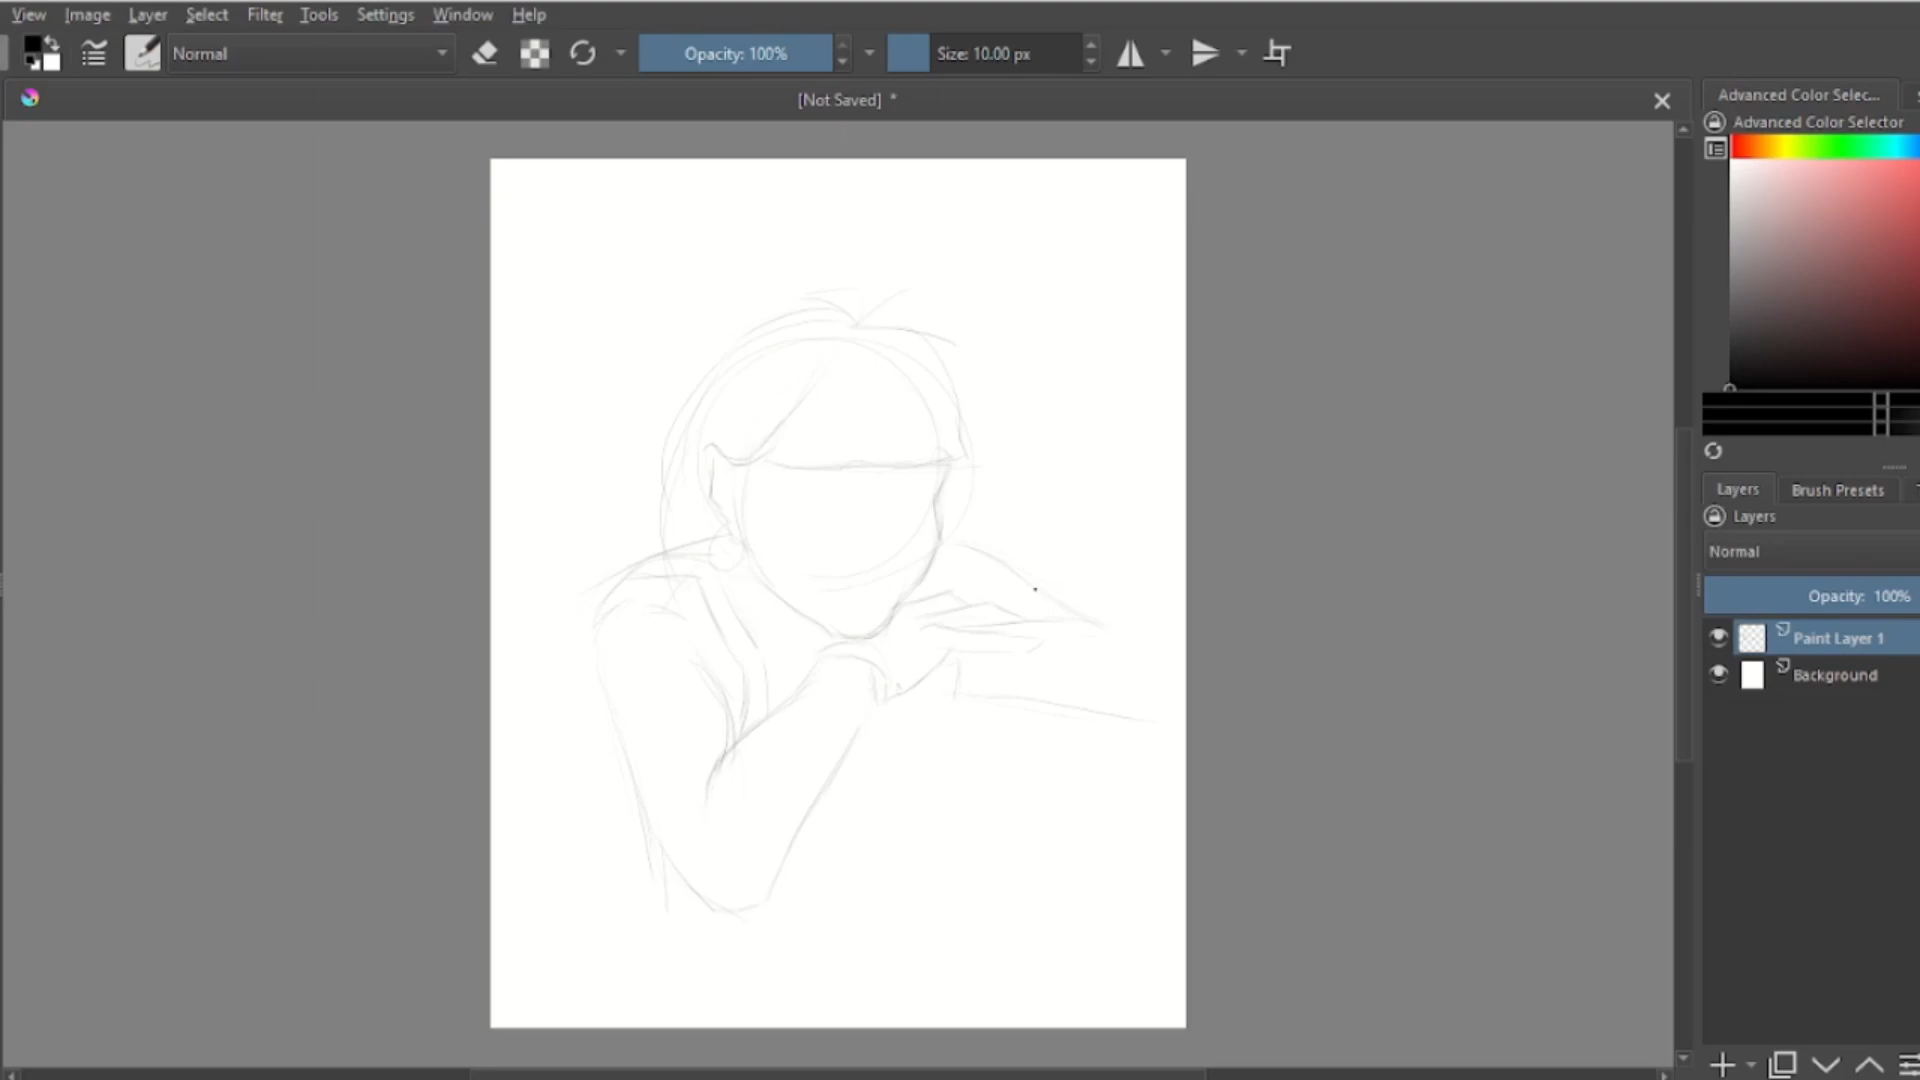 View Image Layer Select Filter Tools Settings Window Help
Normal Opacity: 100% Size: 10.00 px
[Not Saved] *
Advanced Color Selec...
Advanced Color Selector
Layers Brush Presets
Layers
Normal
Opacity: 100%
Paint Layer 1
Background